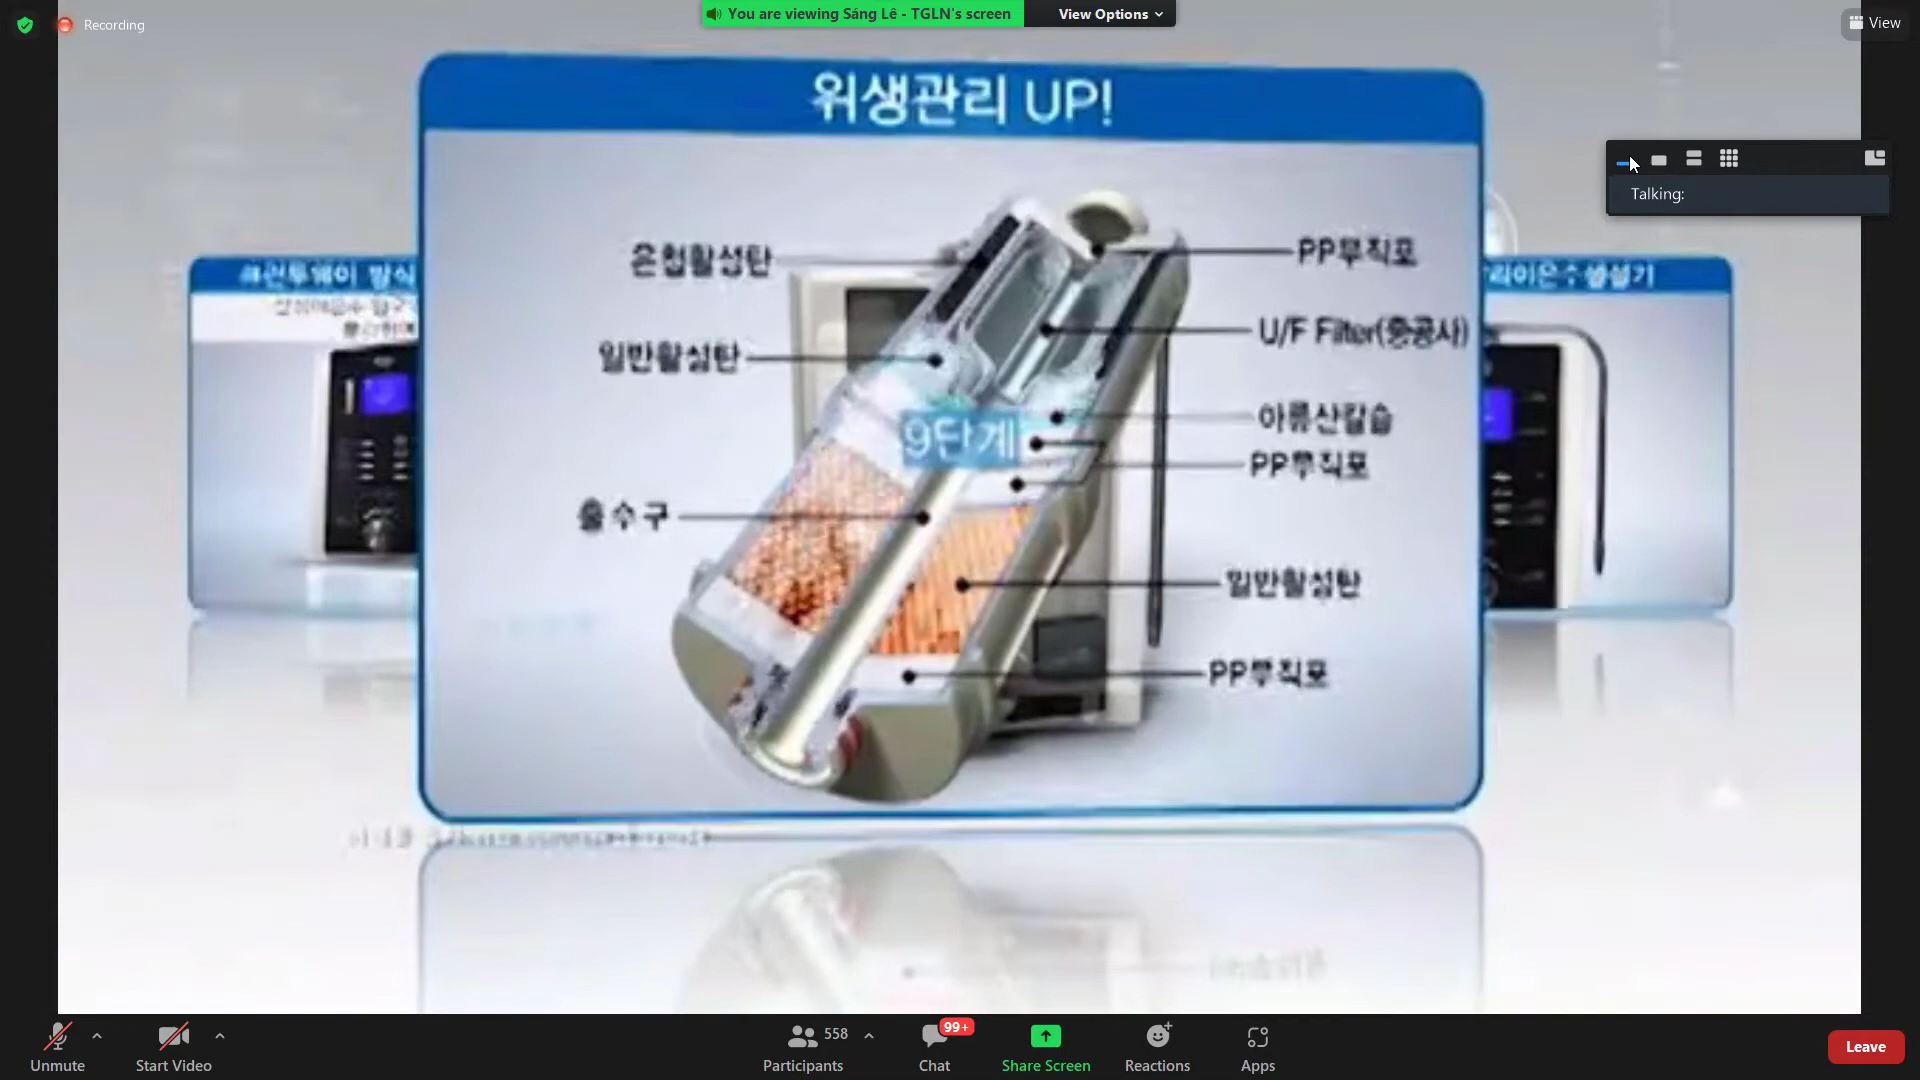 Recording
You are viewing Sáng Lê - TGLN's screen
View Options
View
위생관리 UP!
Talking:
은첨활성탄
PP부직포
일반활성탄
U/F Filter(중공사)
아류산칼슘
9단계
PP부직포
출수구
일반활성탄
PP부직포
Unmute
Start Video
558
Participants
99+
Chat
Share Screen
Reactions
Apps
Leave